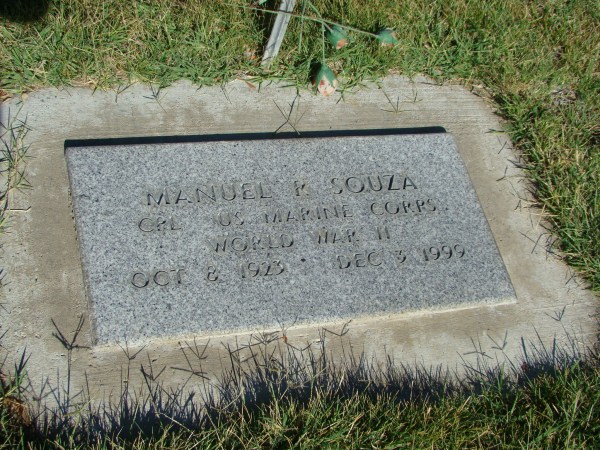 MANUEL R SOUZA
CPL US MARINE CORPS
WORLD WAR II
OCT 8 1923 • DEC 3 1999